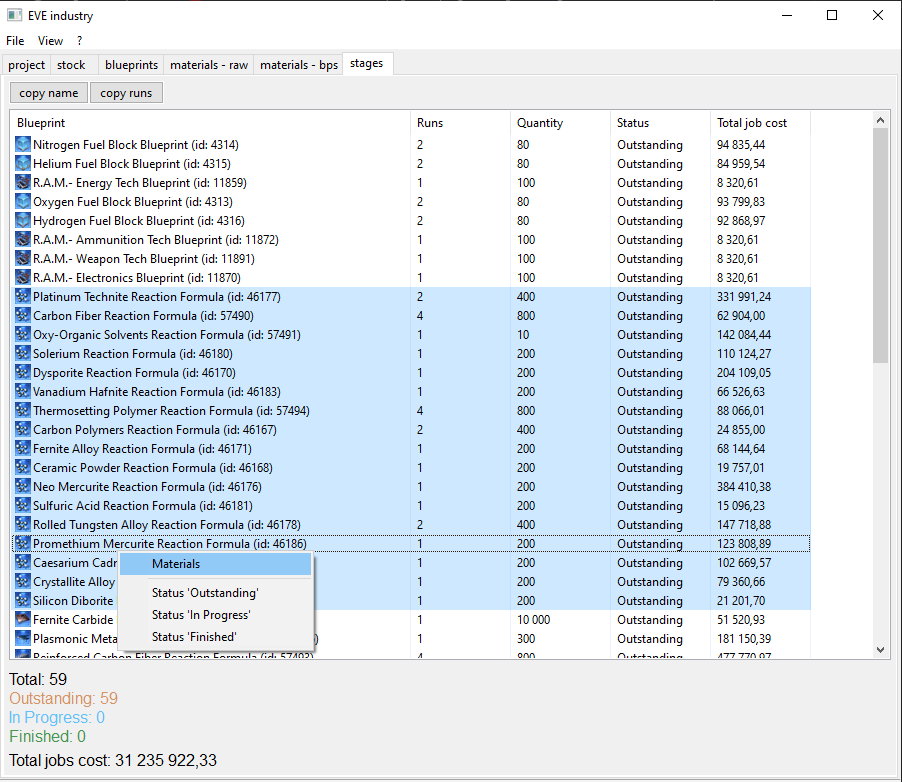 EVE industry
File View ?
project stock blueprints materials - raw materials - bps stages
copy name copy runs
Blueprint Runs Quantity Status Total job cost
Nitrogen Fuel Block Blueprint (id: 4314) 2 80 Outstanding 94 835,44
Helium Fuel Block Blueprint (id: 4315) 2 80 Outstanding 84 959,54
R.A.M.- Energy Tech Blueprint (id: 11859) 1 100 Outstanding 8 320,61
Oxygen Fuel Block Blueprint (id: 4313) 2 80 Outstanding 93 799,83
Hydrogen Fuel Block Blueprint (id: 4316) 2 80 Outstanding 92 868,97
R.A.M.- Ammunition Tech Blueprint (id: 11872) 1 100 Outstanding 8 320,61
R.A.M.- Weapon Tech Blueprint (id: 11891) 1 100 Outstanding 8 320,61
R.A.M.- Electronics Blueprint (id: 11870) 1 100 Outstanding 8 320,61
Platinum Technite Reaction Formula (id: 46177) 2 400 Outstanding 331 991,24
Carbon Fiber Reaction Formula (id: 57490) 4 800 Outstanding 62 904,00
Oxy-Organic Solvents Reaction Formula (id: 57491) 1 10 Outstanding 142 084,44
Solerium Reaction Formula (id: 46180) 1 200 Outstanding 110 124,27
Dysporite Reaction Formula (id: 46170) 1 200 Outstanding 204 109,05
Vanadium Hafnite Reaction Formula (id: 46183) 1 200 Outstanding 66 526,63
Thermosetting Polymer Reaction Formula (id: 57494) 4 800 Outstanding 88 066,01
Carbon Polymers Reaction Formula (id: 46167) 2 400 Outstanding 24 855,00
Fernite Alloy Reaction Formula (id: 46171) 1 200 Outstanding 68 144,64
Ceramic Powder Reaction Formula (id: 46168) 1 200 Outstanding 19 757,01
Neo Mercurite Reaction Formula (id: 46176) 1 200 Outstanding 384 410,38
Sulfuric Acid Reaction Formula (id: 46181) 1 200 Outstanding 15 096,23
Rolled Tungsten Alloy Reaction Formula (id: 46178) 2 400 Outstanding 147 718,88
Promethium Mercurite Reaction Formula (id: 46186) 1 200 Outstanding 123 808,89
Caesarium Cadr 1 200 Outstanding 102 669,57
Crystallite Alloy 1 200 Outstanding 79 360,66
Silicon Diborite 1 200 Outstanding 21 201,70
Fernite Carbide 1 10 000 Outstanding 51 520,93
Plasmonic Meta ) 1 300 Outstanding 181 150,39
Reinforced Carbon Fiber Reaction Formula (id: 57493) 4 800 Outstanding 477 770,97
Materials
Status 'Outstanding'
Status 'In Progress'
Status 'Finished'
Total: 59
Outstanding: 59
In Progress: 0
Finished: 0
Total jobs cost: 31 235 922,33